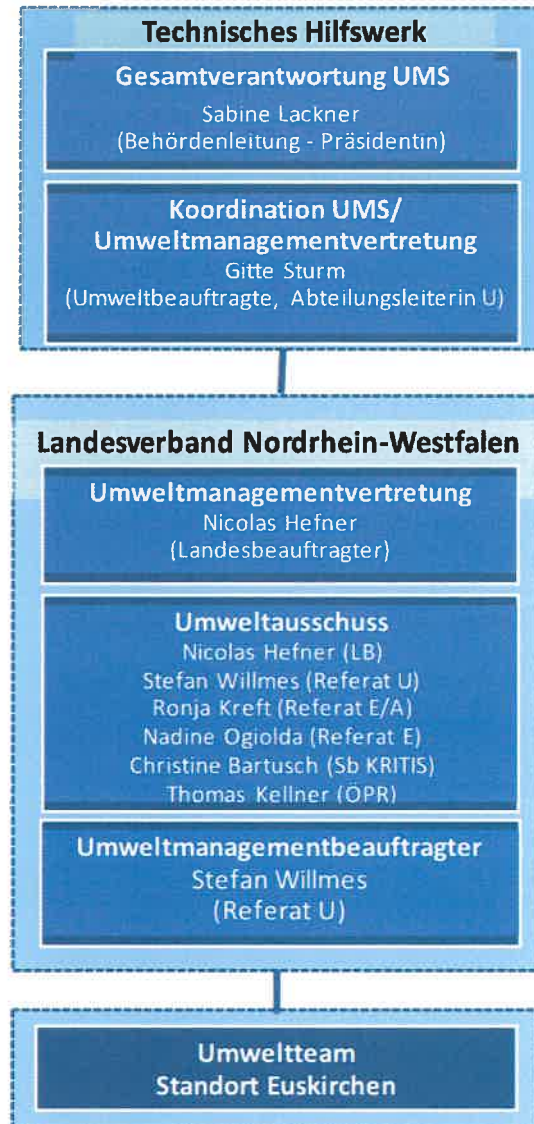 Technisches Hilfswerk
Gesamtverantwortung UMS
Sabine Lackner
(Behördenleitung - Präsidentin)
Koordination UMS/
Umweltmanagementvertretung
Gitte Sturm
(Umweltbeauftragte, Abteilungsleiterin U)
Landesverband Nordrhein-Westfalen
Umweltmanagementvertretung
Nicolas Hefner
(Landesbeauftragter)
Umweltausschuss
Nicolas Hefner (LB)
Stefan Willmes (Referat U)
Ronja Kreft (Referat E/A)
Nadine Ogiolda (Referat E)
Christine Bartusch (Sb KRITIS)
Thomas Kellner (ÖPR)
Umweltmanagementbeauftragter
Stefan Willmes
(Referat U)
Umweltteam
Standort Euskirchen